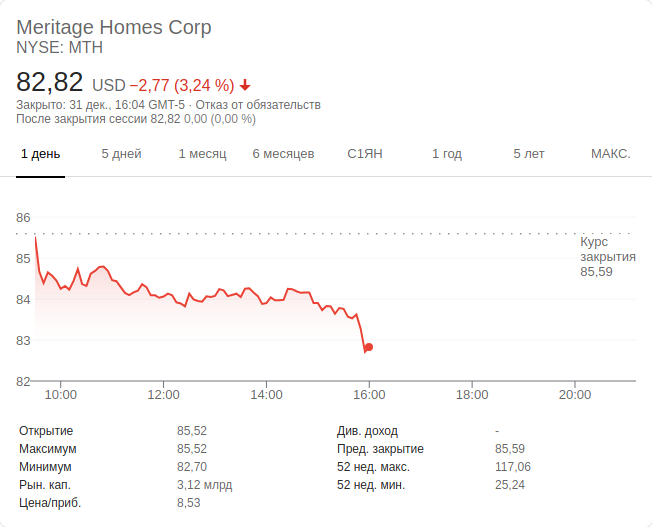 Meritage Homes Corp
NYSE: MTH
82,82 USD −2,77 (3,24 %)
Закрыто: 31 дек., 16:04 GMT-5 · Отказ от обязательств
После закрытия сессии 82,82 0,00 (0,00 %)
1 день 5 дней 1 месяц 6 месяцев С1ЯН 1 год 5 лет МАКС.
86
Курс
закрытия
85,59
85
84
83
82
10:00 12:00 14:00 16:00 18:00 20:00
Открытие 85,52 Див. доход -
Максимум 85,52 Пред. закрытие 85,59
Минимум 82,70 52 нед. макс. 117,06
Рын. кап. 3,12 млрд 52 нед. мин. 25,24
Цена/приб. 8,53